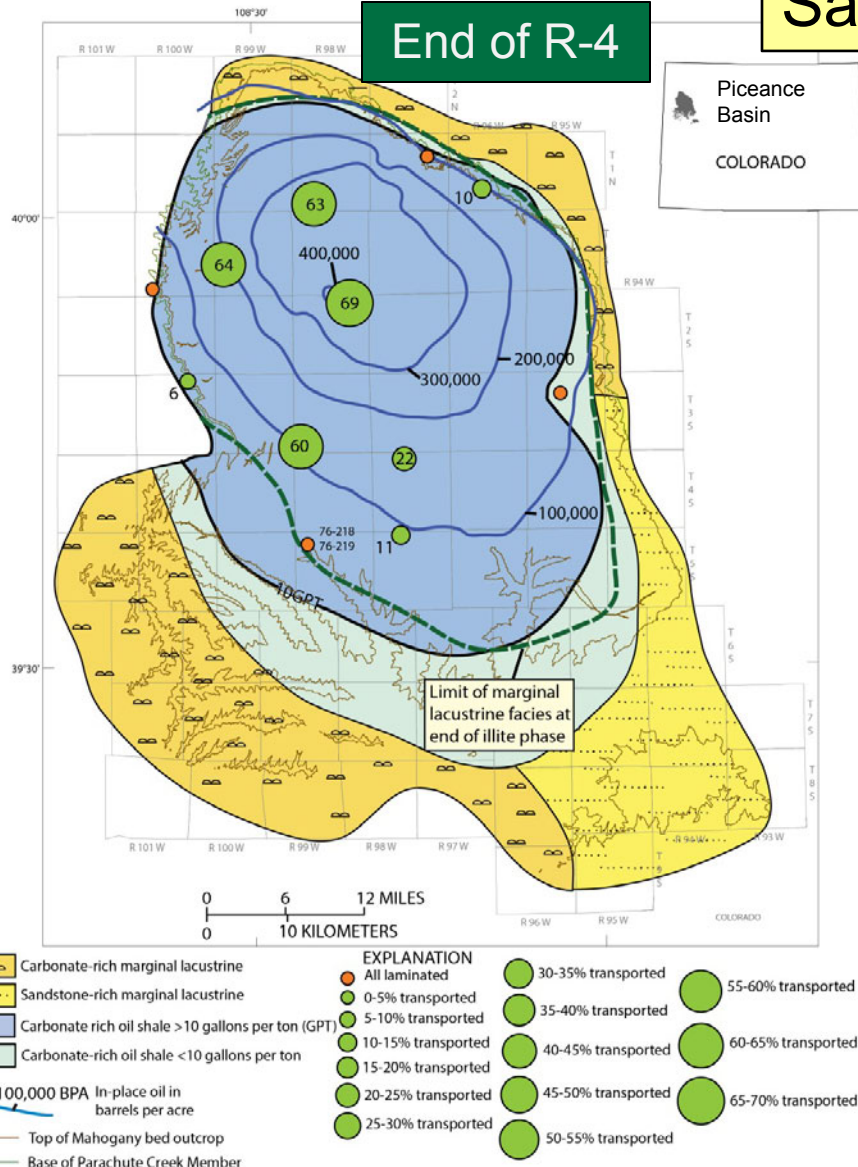 End of R-4
Sa
108°30'
R 101 W
R 100 W
R 99 W
R 98 W
2
N
R 95 W
T
1
N
Piceance
Basin
COLORADO
10
40°00'
63
64
400,000
69
R 94 W
T
2
S
200,000
300,000
6
T
3
S
60
22
T
4
S
100,000
76-218
76-219
11
T
5
S
10GPT
T
6
S
39°30'
Limit of marginal
lacustrine facies at
end of illite phase
T
7
S
T
8
S
R 101 W
R 100 W
R 99 W
R 98 W
R 97 W
R 94 W
R 93 W
R 96 W
R 95 W
COLORADO
0 6 12 MILES
0 10 KILOMETERS
Carbonate-rich marginal lacustrine
Sandstone-rich marginal lacustrine
Carbonate rich oil shale >10 gallons per ton (GPT)
Carbonate-rich oil shale <10 gallons per ton
100,000 BPA In-place oil in
barrels per acre
Top of Mahogany bed outcrop
Base of Parachute Creek Member
EXPLANATION
All laminated
0-5% transported
5-10% transported
10-15% transported
15-20% transported
20-25% transported
25-30% transported
30-35% transported
35-40% transported
40-45% transported
45-50% transported
50-55% transported
55-60% transported
60-65% transported
65-70% transported